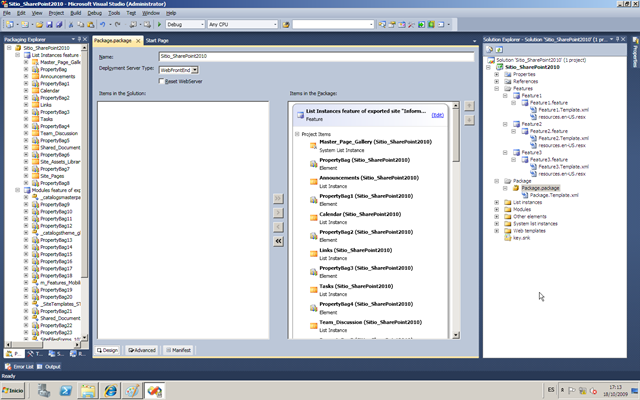 Sitio_SharePoint2010 - Microsoft Visual Studio (Administrator)
File Edit View Project Build Debug Data Tools Test Window Help
Debug Any CPU
Packaging Explorer
Sitio_SharePoint2010
List Instances feature
Master_Page_Gallery
PropertyBag
Announcements
PropertyBag1
Calendar
PropertyBag2
Links
PropertyBag3
Tasks
PropertyBag4
Team_Discussion
PropertyBag5
Shared_Document
PropertyBag6
Site_Assets_Library
PropertyBag7
Site_Pages
PropertyBag8
Modules feature of exp
_catalogsmasterpa
PropertyBag9
PropertyBag10
PropertyBag11
PropertyBag12
PropertyBag13
_catalogstheme_g
PropertyBag14
PropertyBag15
PropertyBag16
PropertyBag17
PropertyBag18
m_Features_Mobil
PropertyBag19
PropertyBag20
_SiteTemplates_ST
PropertyBag21
Shared_Document
PropertyBag22
PropertyBag23
Package.package Start Page
Name: Sitio_SharePoint2010
Deployment Server Type: WebFrontEnd
Reset WebServer
Items in the Solution:
Items in the Package:
List Instances feature of exported site "Inform...
Feature
(Edit)
Project Items
Master_Page_Gallery (Sitio_SharePoint2010)
System List Instance
PropertyBag (Sitio_SharePoint2010)
Element
Announcements (Sitio_SharePoint2010)
List Instance
PropertyBag1 (Sitio_SharePoint2010)
Element
Calendar (Sitio_SharePoint2010)
List Instance
PropertyBag2 (Sitio_SharePoint2010)
Element
Links (Sitio_SharePoint2010)
List Instance
PropertyBag3 (Sitio_SharePoint2010)
Element
Tasks (Sitio_SharePoint2010)
List Instance
PropertyBag4 (Sitio_SharePoint2010)
Element
Team_Discussion (Sitio_SharePoint2010)
List Instance
Design Advanced Manifest
Solution Explorer - Solution 'Sitio_SharePoint2010' (1 pro...
Solution 'Sitio_SharePoint2010' (1 project)
Sitio_SharePoint2010
Properties
References
Features
Feature1
Feature1.feature
Feature1.Template.xml
resources.en-US.resx
Feature2
Feature2.feature
Feature2.Template.xml
resources.en-US.resx
Feature3
Feature3.feature
Feature3.Template.xml
resources.en-US.resx
Package
Package.package
Package.Template.xml
List instances
Modules
Other elements
System list instances
Web templates
key.snk
Properties
Error List Output
Ready
Inicio
ES
17:13
18/10/2009